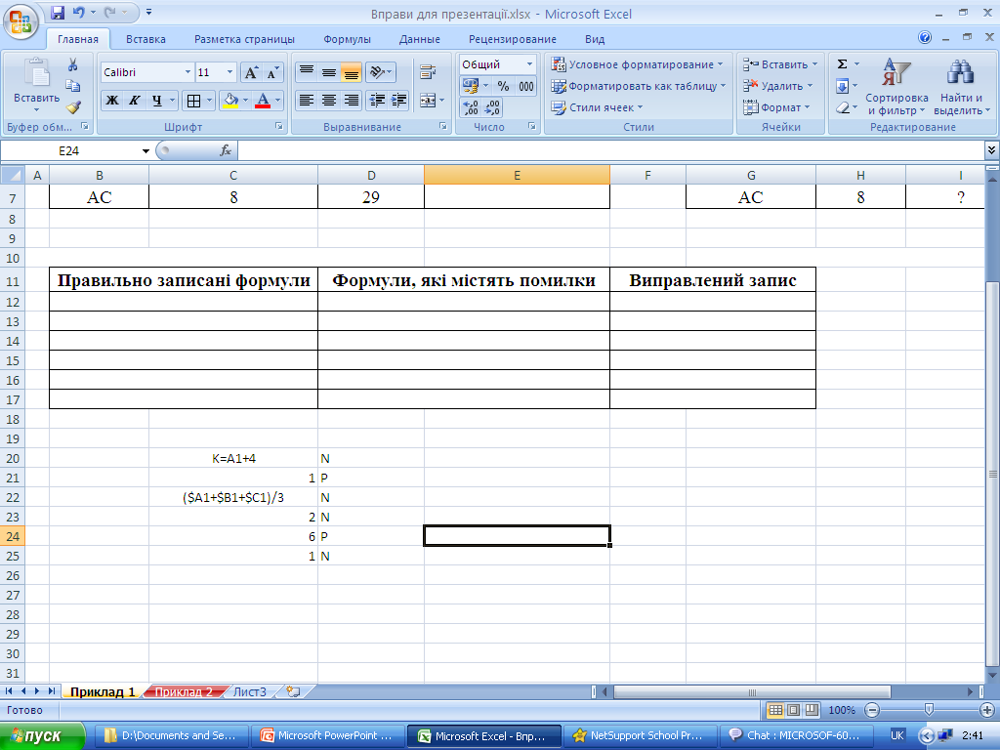 Вправи для презентації.xlsx - Microsoft Excel
Главная Вставка Разметка страницы Формулы Данные Рецензирование Вид
Calibri 11 Общий Условное форматирование Вставить Σ
Вставить Ж К Ч % 000 Форматировать как таблицу Удалить Сортировка и фильтр Найти и выделить
Стили ячеек Формат
Буфер обм... Шрифт Выравнивание Число Стили Ячейки Редактирование
E24 fx
A B C D E F G H I
7 AC 8 29 AC 8 ?
8
9
10
11 Правильно записані формули Формули, які містять помилки Виправлений запис
12
13
14
15
16
17
18
19
20 K=A1+4 N
21 1 P
22 ($A1+$B1+$C1)/3 N
23 2 N
24 6 P
25 1 N
26
27
28
29
30
31
Приклад 1 Приклад 2 Лист3
Готово 100%
пуск D:\Documents and Se... Microsoft PowerPoint ... Microsoft Excel - Впр... NetSupport School Pr... Chat : MICROSOF-60... UK 2:41